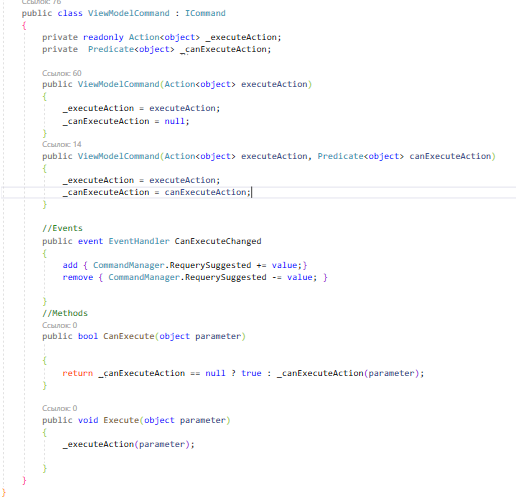 Ссылок: 76
public class ViewModelCommand : ICommand
{
private readonly Action<object> _executeAction;
private Predicate<object> _canExecuteAction;
Ссылок: 60
public ViewModelCommand(Action<object> executeAction)
{
_executeAction = executeAction;
_canExecuteAction = null;
}
Ссылок: 14
public ViewModelCommand(Action<object> executeAction, Predicate<object> canExecuteAction)
{
_executeAction = executeAction;
_canExecuteAction = canExecuteAction;
}
//Events
public event EventHandler CanExecuteChanged
{
add { CommandManager.RequerySuggested += value;}
remove { CommandManager.RequerySuggested -= value; }
}
//Methods
Ссылок: 0
public bool CanExecute(object parameter)
{
return _canExecuteAction == null ? true : _canExecuteAction(parameter);
}
Ссылок: 0
public void Execute(object parameter)
{
_executeAction(parameter);
}
}
}